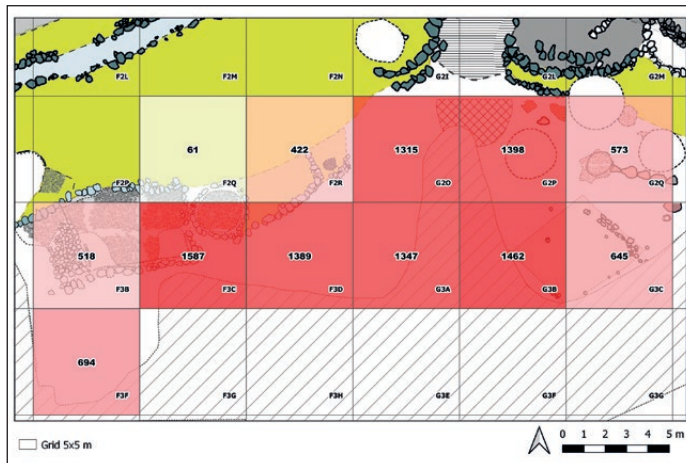 F2L F2M F2N G2I G2L G2M
61 422 1315 1398 573
F2P F2Q F2R G2O G2P G2Q
518 1587 1389 1347 1462 645
F3B F3C F3D G3A G3B G3C
694
F3F F3G F3H G3E G3F G3G
Grid 5x5 m
0 1 2 3 4 5 m